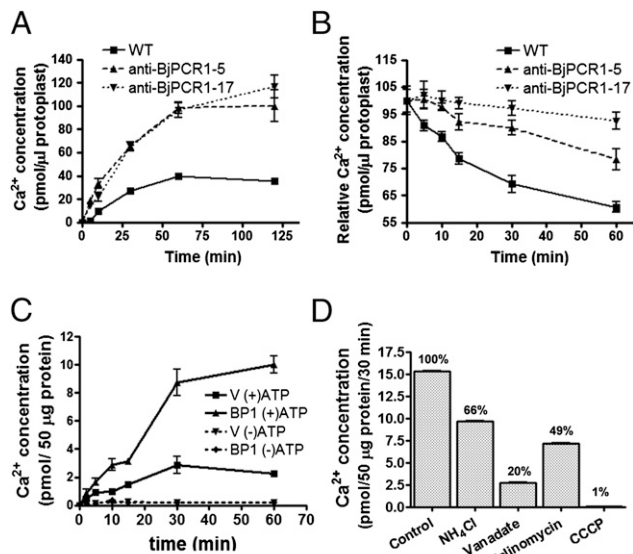 A
WT
anti-BjPCR1-5
anti-BjPCR1-17
Ca2+ concentration
(pmol/µl protoplast)
140
120
100
80
60
40
20
0
0 25 50 75 100 125
Time (min)
B
WT
anti-BjPCR1-5
anti-BjPCR1-17
Relative Ca2+ concentration
(pmol/µl protoplast)
125
115
105
95
85
75
65
55
0 10 20 30 40 50 60
Time (min)
C
Ca2+ concentration
(pmol/ 50 µg protein)
12
10
8
6
4
2
0
V (+)ATP
BP1 (+)ATP
V (-)ATP
BP1 (-)ATP
0 10 20 30 40 50 60 70
time (min)
D
Ca2+ concentration
(pmol/50 µg protein/30 min)
17.5
15.0
12.5
10.0
7.5
5.0
2.5
0.0
100%
66%
20%
49%
1%
Control
NH4Cl
Vanadate
CCCP